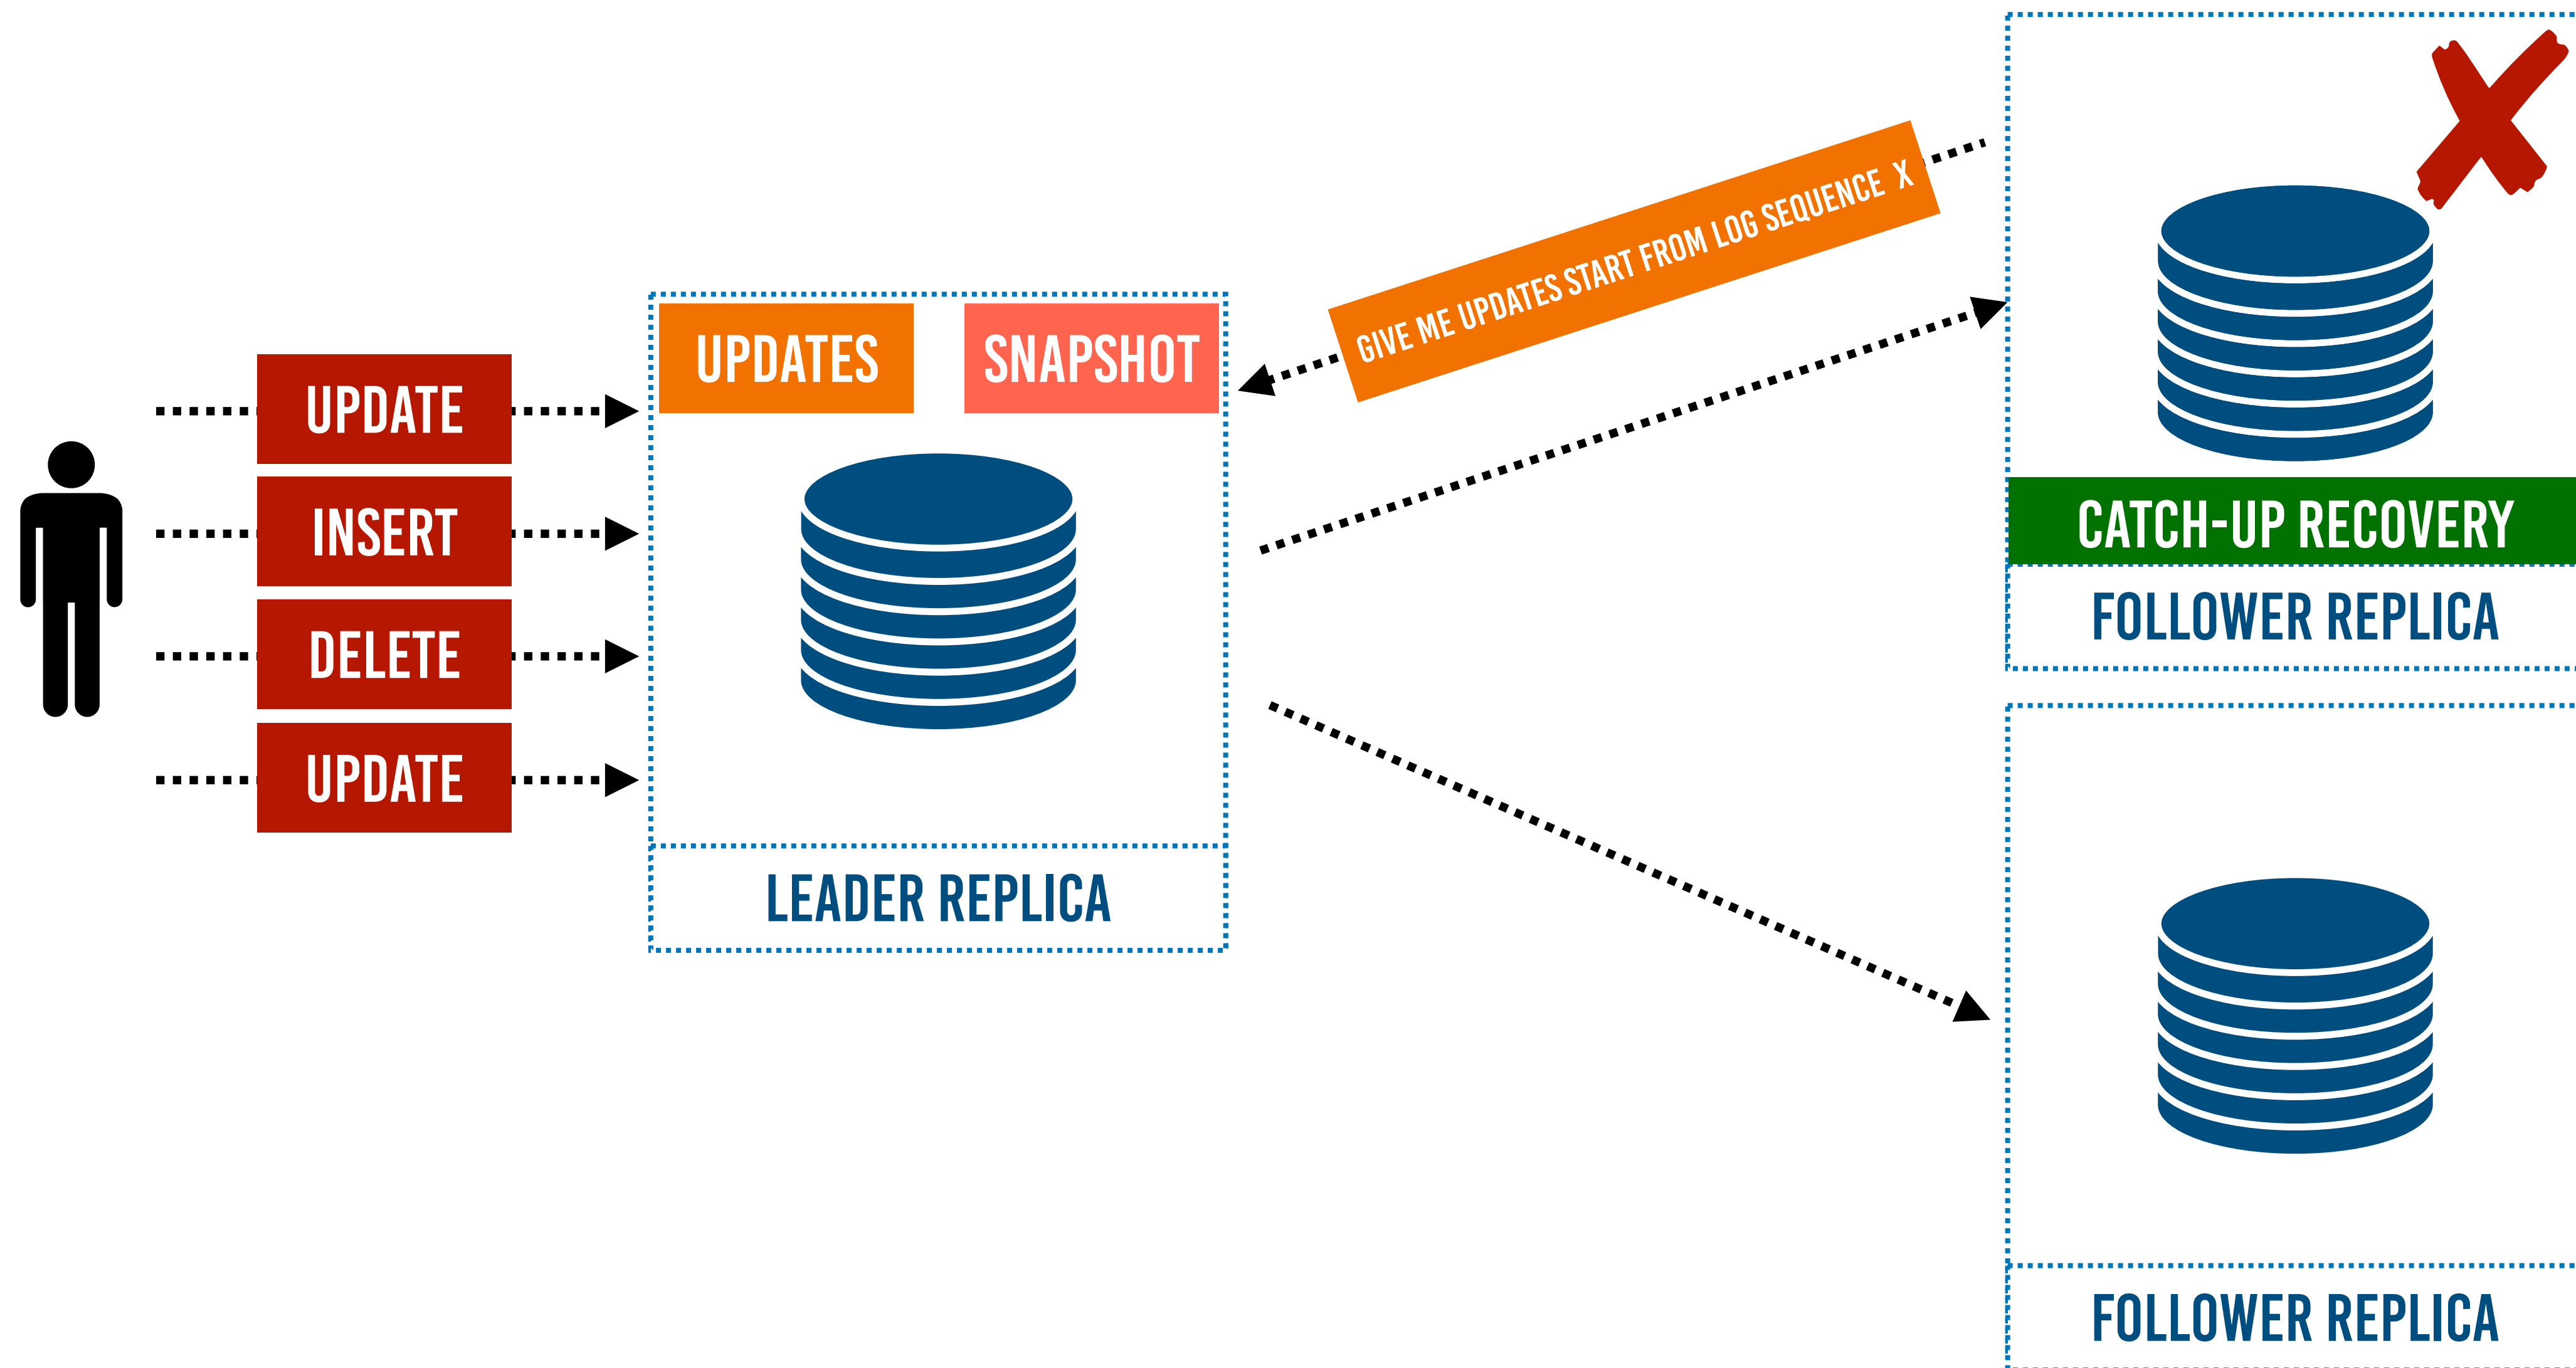 GIVE ME UPDATES START FROM LOG SEQUENCE X
UPDATES
SNAPSHOT
UPDATE
INSERT
DELETE
UPDATE
LEADER REPLICA
CATCH-UP RECOVERY
FOLLOWER REPLICA
FOLLOWER REPLICA